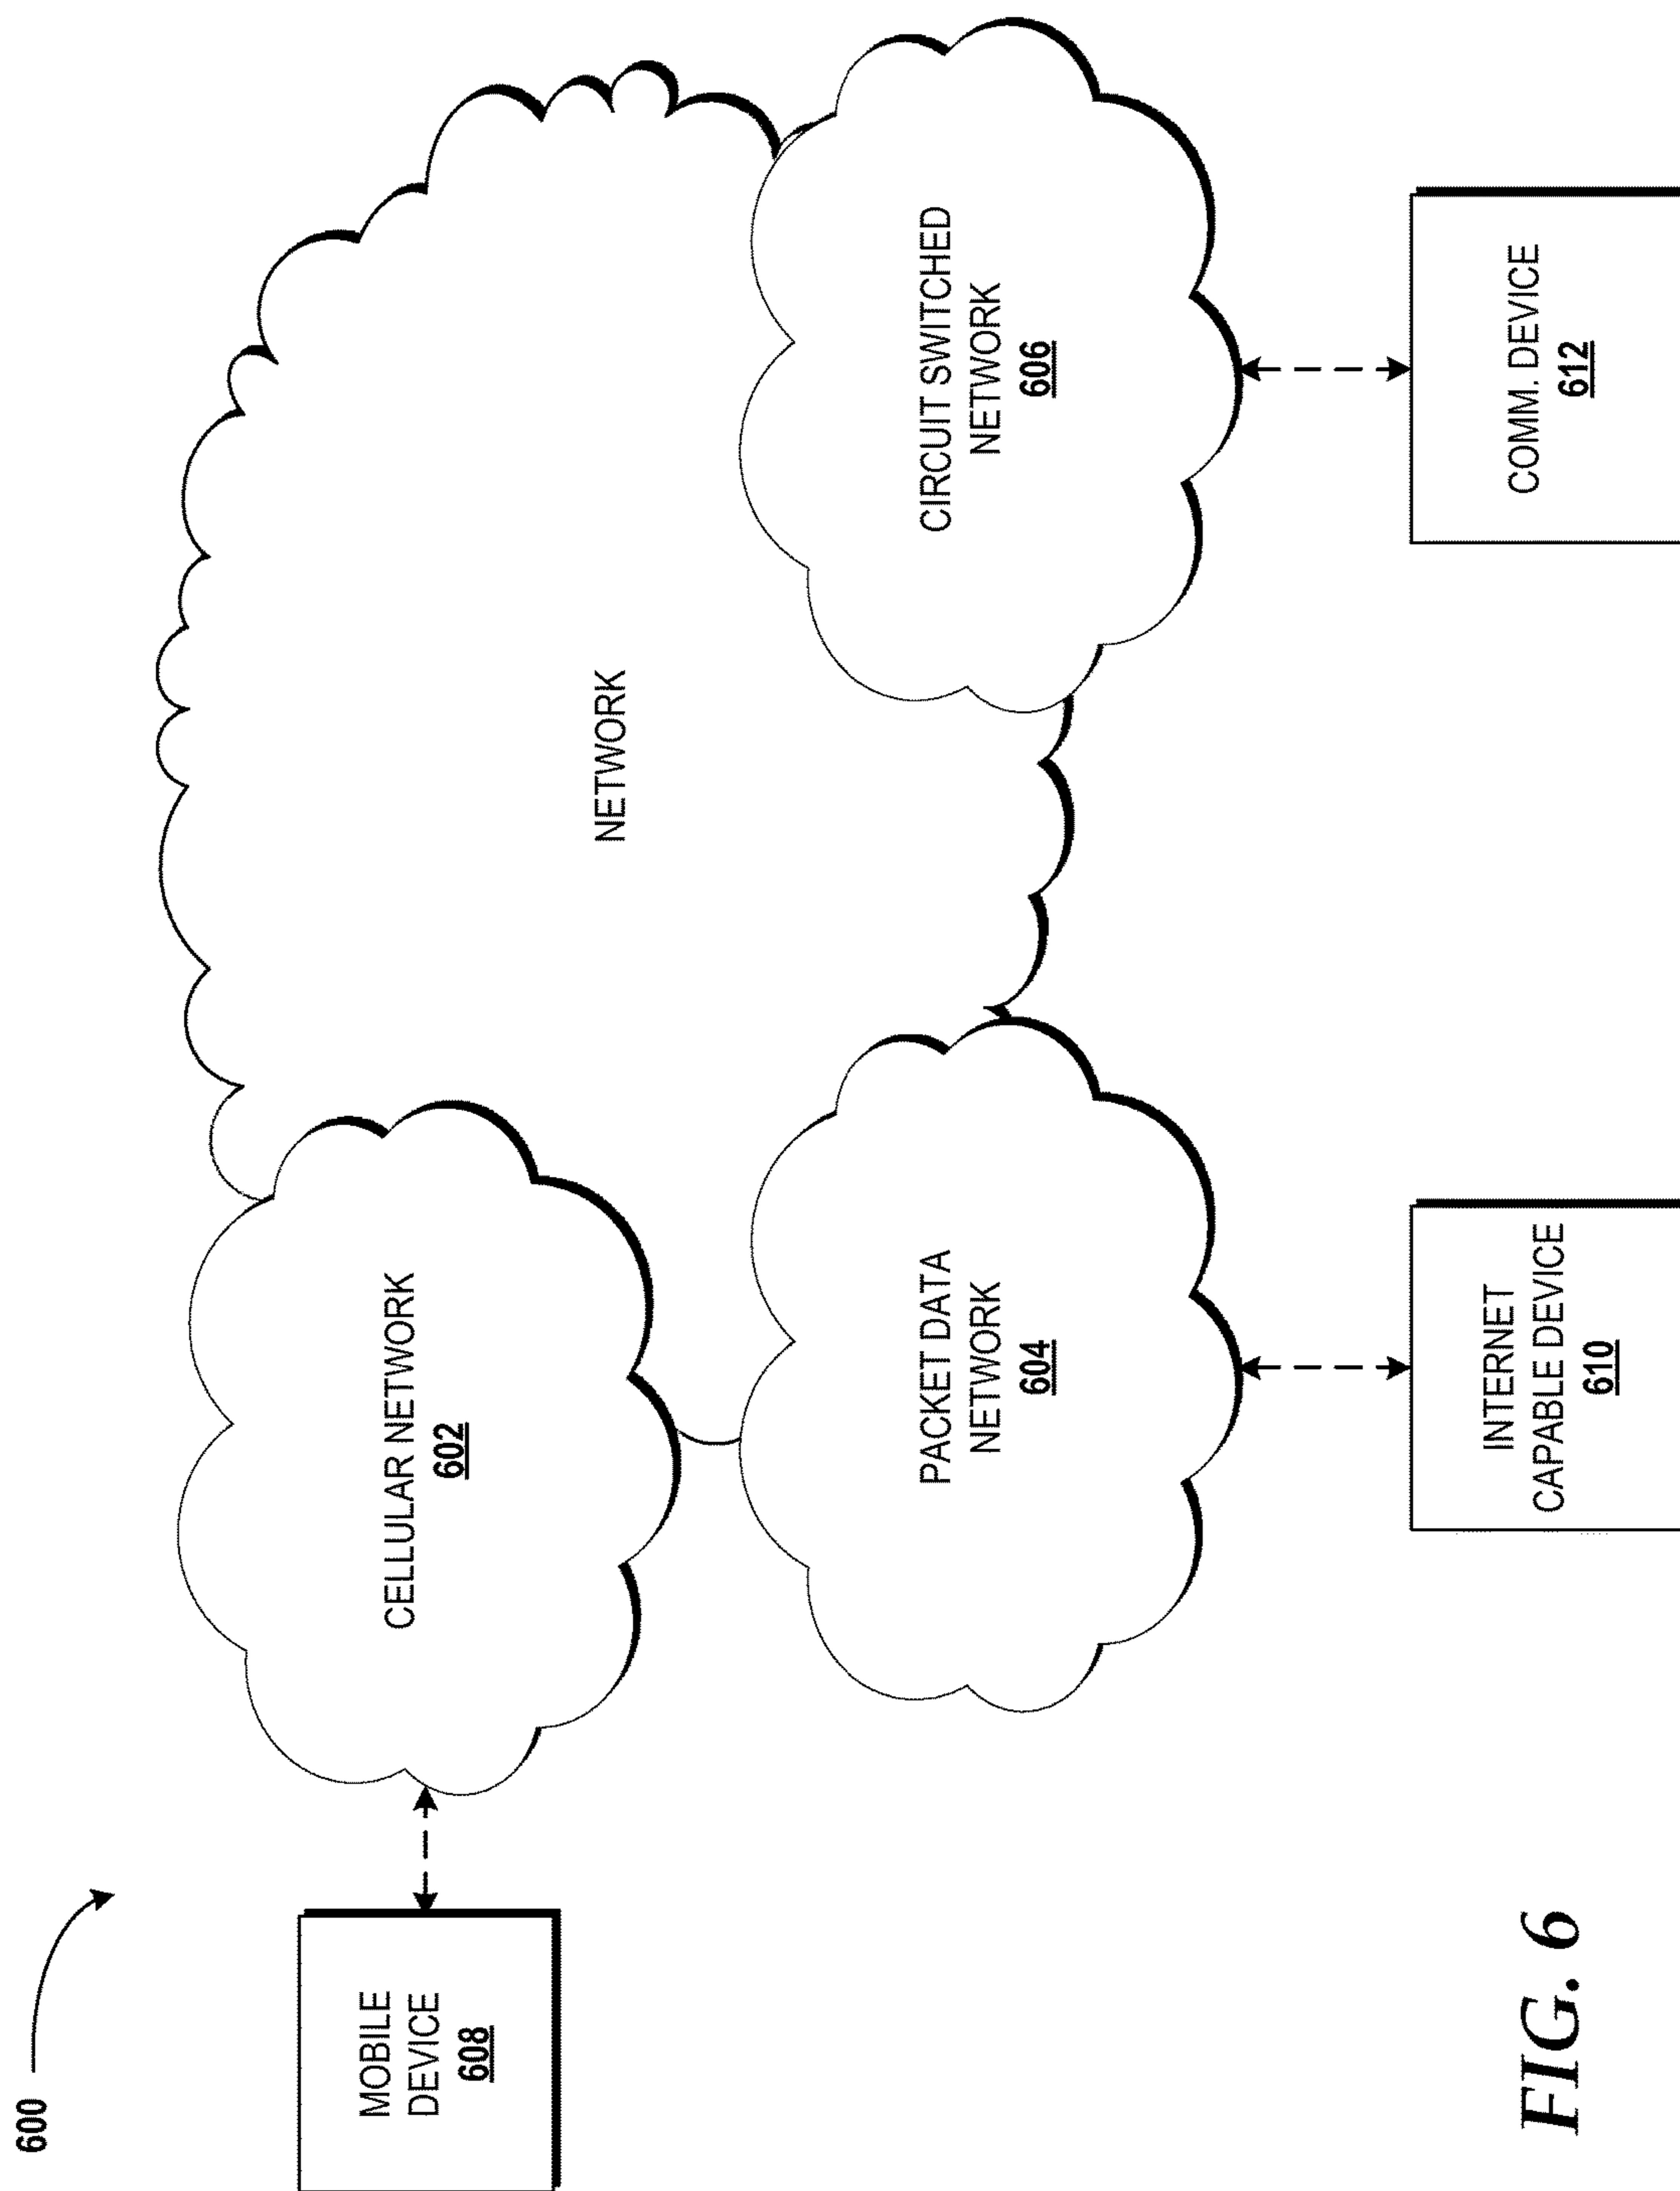 600
MOBILE
DEVICE
608
CELLULAR NETWORK
602
NETWORK
PACKET DATA
NETWORK
604
CIRCUIT SWITCHED
NETWORK
606
INTERNET
CAPABLE DEVICE
610
COMM. DEVICE
612
FIG. 6